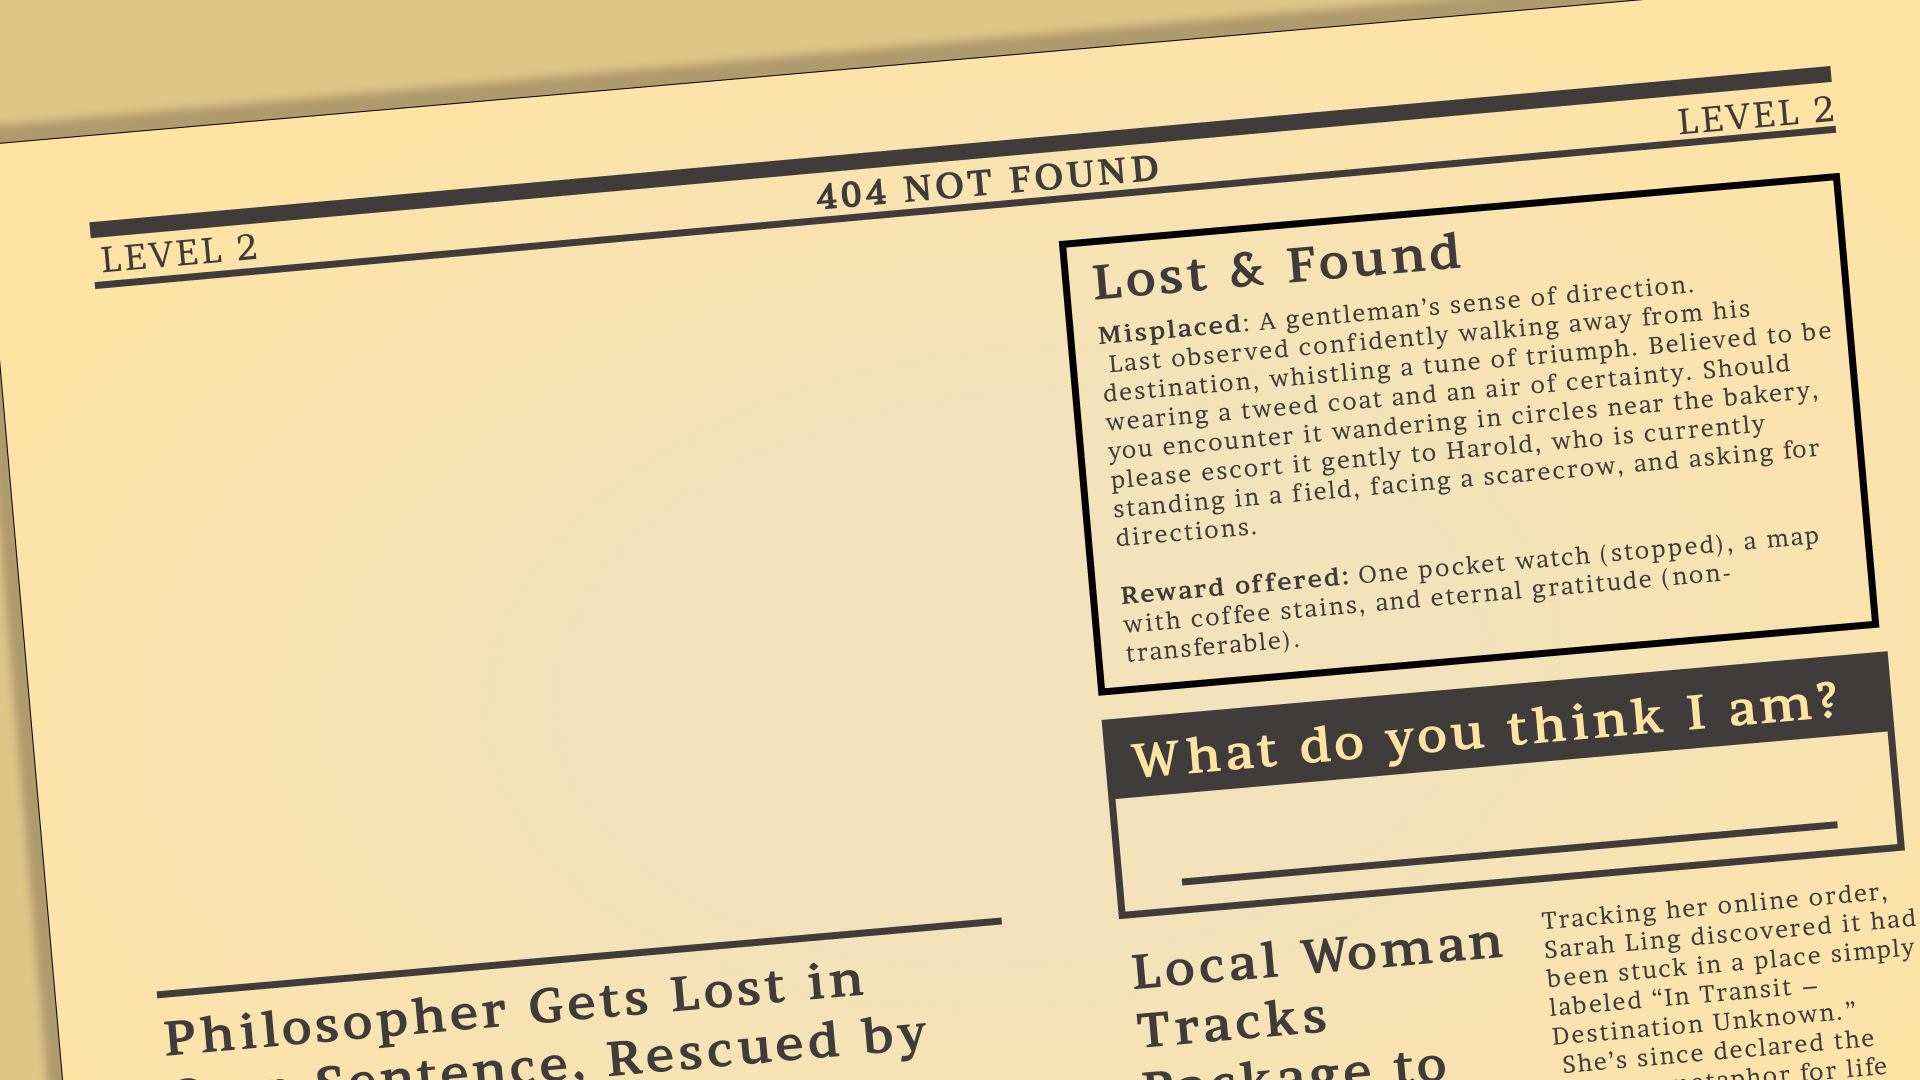 404 NOT FOUND
LEVEL 2
LEVEL 2
Lost & Found
Misplaced: A gentleman’s sense of direction.
Last observed confidently walking away from his
destination, whistling a tune of triumph. Believed to be
wearing a tweed coat and an air of certainty. Should
you encounter it wandering in circles near the bakery,
please escort it gently to Harold, who is currently
standing in a field, facing a scarecrow, and asking for
directions.
Reward offered: One pocket watch (stopped), a map
with coffee stains, and eternal gratitude (non-
transferable).
What do you think I am?
Philosopher Gets Lost in
Sentence, Rescued by
Local Woman
Tracks
Package to
Tracking her online order,
Sarah Ling discovered it had
been stuck in a place simply
labeled “In Transit –
Destination Unknown.”
She’s since declared the
metaphor for life